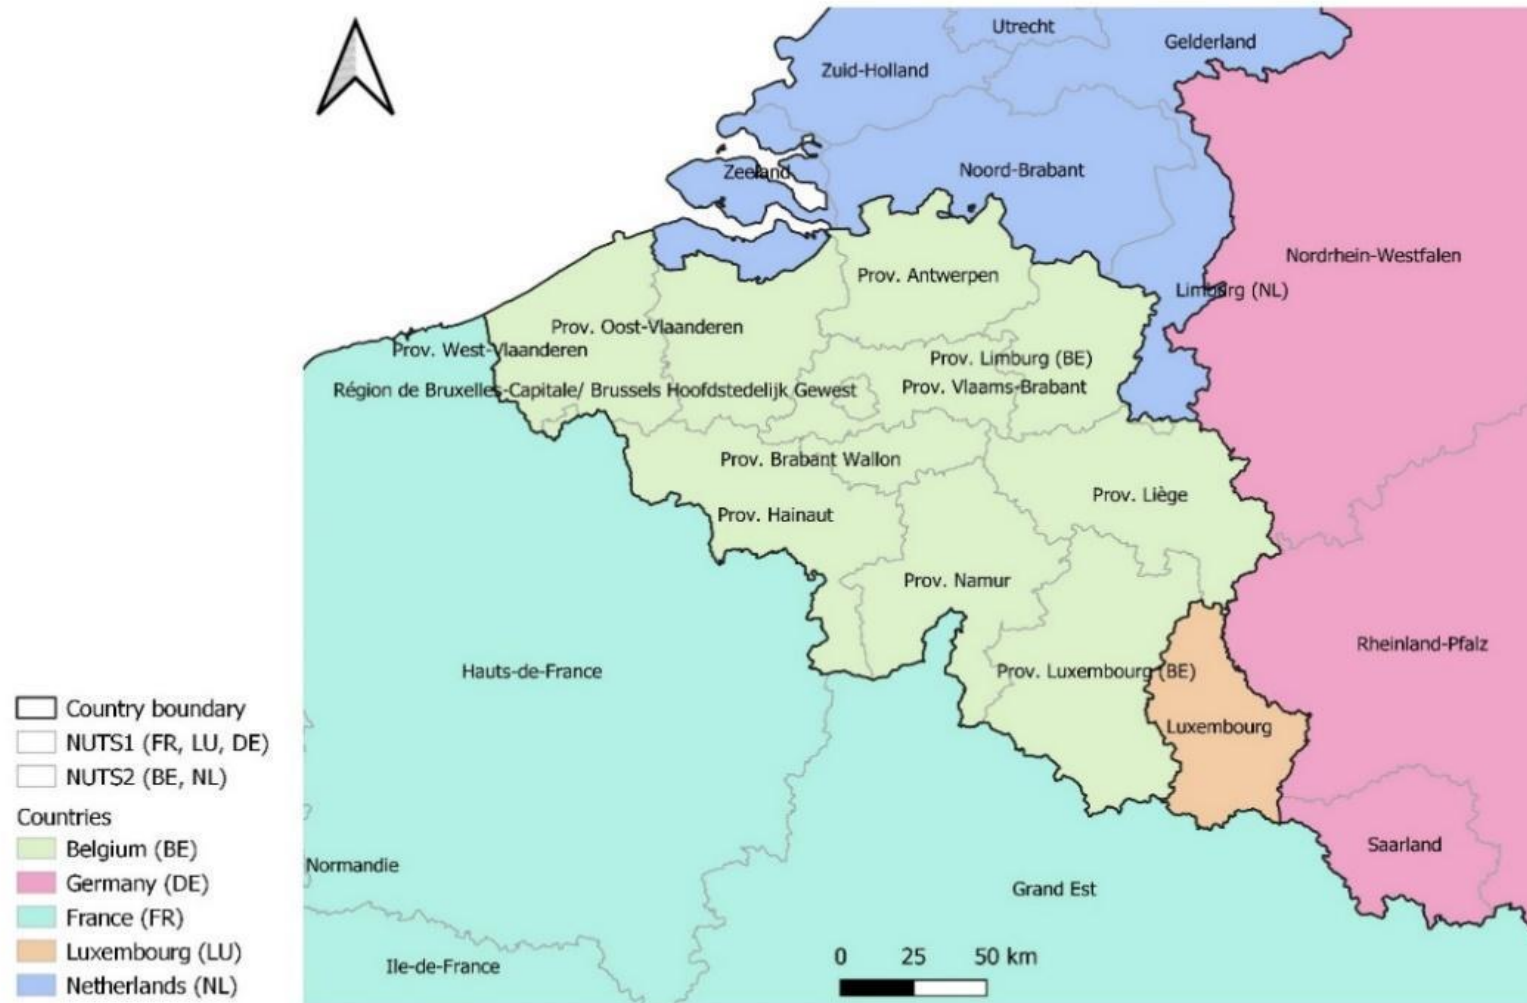 Utrecht
Gelderland
Zuid-Holland
Zeeland
Noord-Brabant
Nordrhein-Westfalen
Prov. Antwerpen
Limburg (NL)
Prov. Oost-Vlaanderen
Prov. West-Vlaanderen
Prov. Limburg (BE)
Région de Bruxelles-Capitale/ Brussels Hoofdstedelijk Gewest
Prov. Vlaams-Brabant
Prov. Brabant Wallon
Prov. Liège
Prov. Hainaut
Prov. Namur
Rheinland-Pfalz
Hauts-de-France
Prov. Luxembourg (BE)
Luxembourg
Saarland
Normandie
Grand Est
Ile-de-France
0 25 50 km
Country boundary
NUTS1 (FR, LU, DE)
NUTS2 (BE, NL)
Countries
Belgium (BE)
Germany (DE)
France (FR)
Luxembourg (LU)
Netherlands (NL)